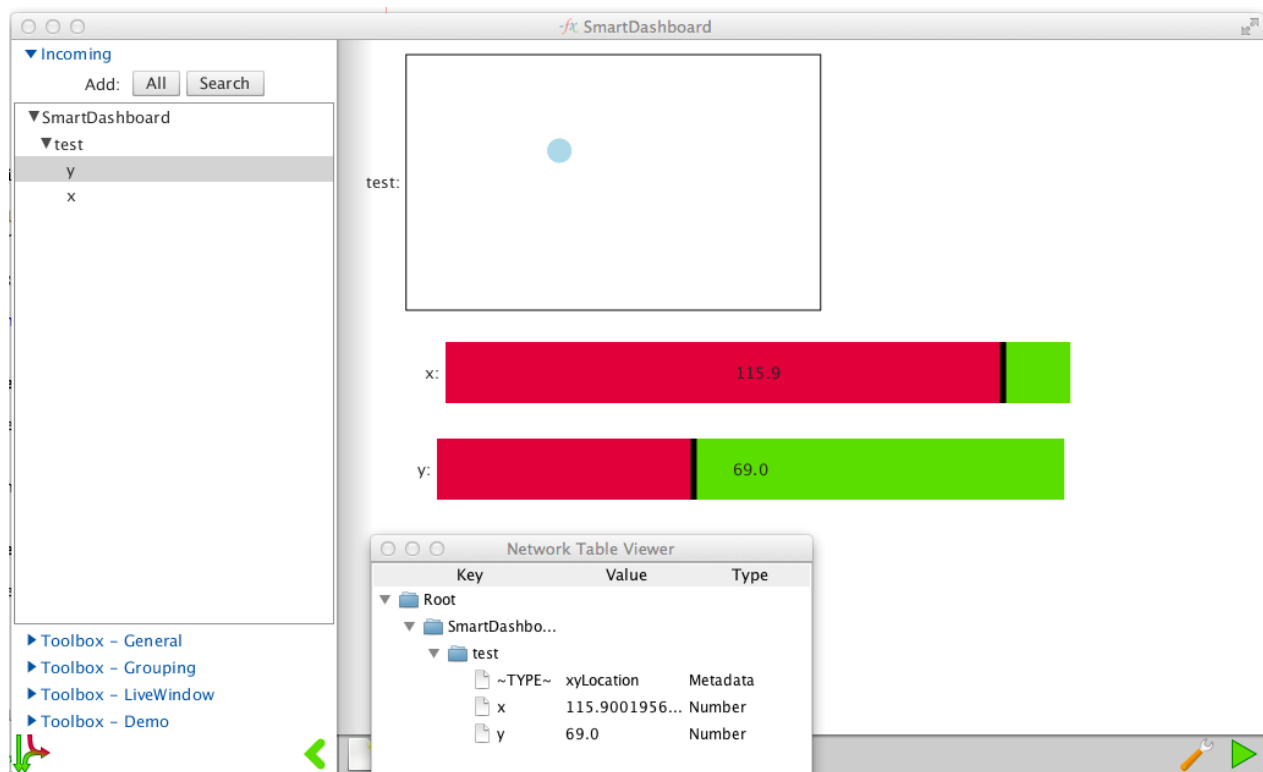 -fx SmartDashboard
Incoming
Add: All Search
SmartDashboard
test
y
x
Toolbox – General
Toolbox – Grouping
Toolbox – LiveWindow
Toolbox – Demo
test:
x: 115.9
y: 69.0
Network Table Viewer
Key Value Type
Root
SmartDashbo...
test
~TYPE~ xyLocation Metadata
x 115.9001956... Number
y 69.0 Number